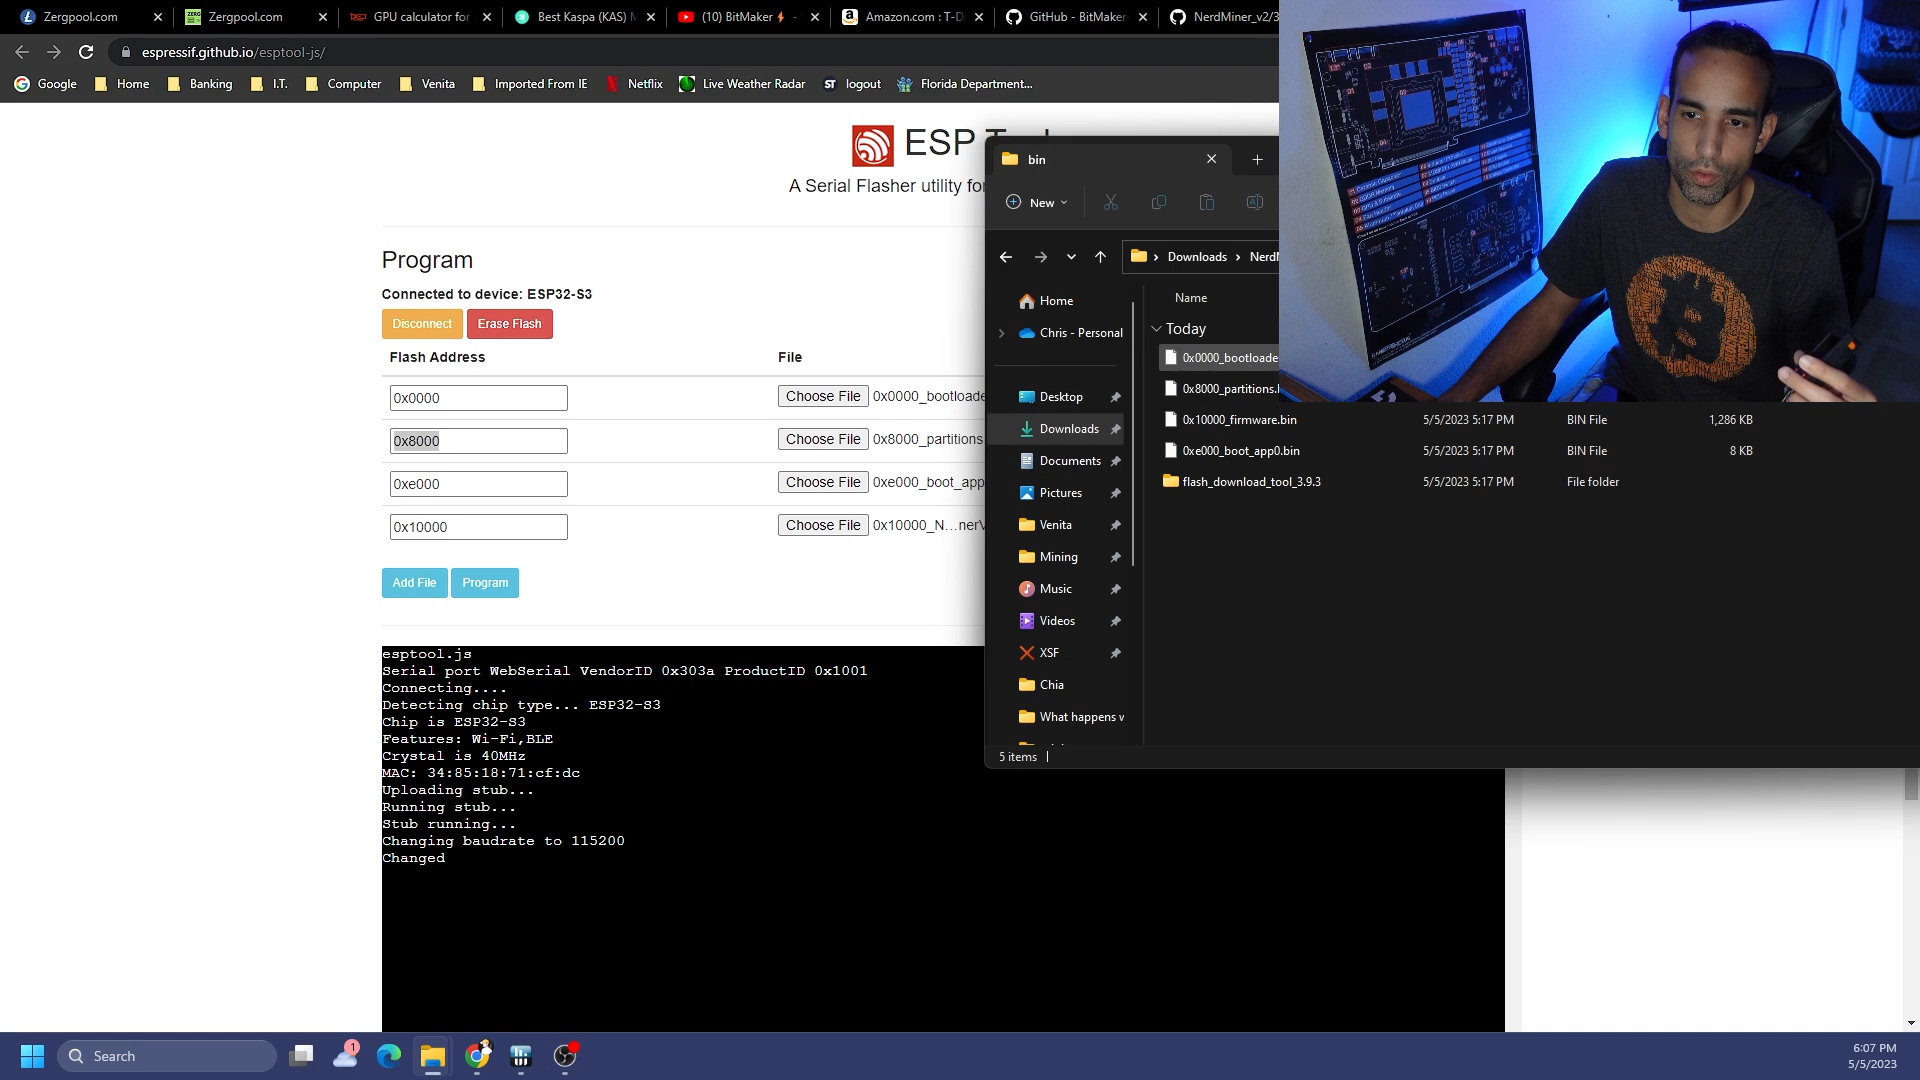 Zergpool.com
Zergpool.com
GPU calculator for
Best Kaspa (KAS) M
(10) BitMaker⚡ -
Amazon.com : T-D
GitHub - BitMaker-
NerdMiner_v2/3
espressif.github.io/esptool-js/
Google
Home
Banking
I.T.
Computer
Venita
Imported From IE
Netflix
Live Weather Radar
ST logout
Florida Department...
ESP Tool
A Serial Flasher utility for
Program
Connected to device: ESP32-S3
Disconnect
Erase Flash
Flash Address
File
0x0000
Choose File 0x0000_bootloade
0x8000
Choose File 0x8000_partitions
0xe000
Choose File 0xe000_boot_app
0x10000
Choose File 0x10000_N...nerV
Add File
Program
esptool.js
Serial port WebSerial VendorID 0x303a ProductID 0x1001
Connecting....
Detecting chip type... ESP32-S3
Chip is ESP32-S3
Features: Wi-Fi,BLE
Crystal is 40MHz
MAC: 34:85:18:71:cf:dc
Uploading stub...
Running stub...
Stub running...
Changing baudrate to 115200
Changed
bin
New
Downloads › NerdM
Home
Chris - Personal
Desktop
Downloads
Documents
Pictures
Venita
Mining
Music
Videos
XSF
Chia
What happens w
Name
Today
0x0000_bootloade
0x8000_partitions.b
0x10000_firmware.bin 5/5/2023 5:17 PM BIN File 1,286 KB
0xe000_boot_app0.bin 5/5/2023 5:17 PM BIN File 8 KB
flash_download_tool_3.9.3 5/5/2023 5:17 PM File folder
5 items
Search
1
6:07 PM
5/5/2023